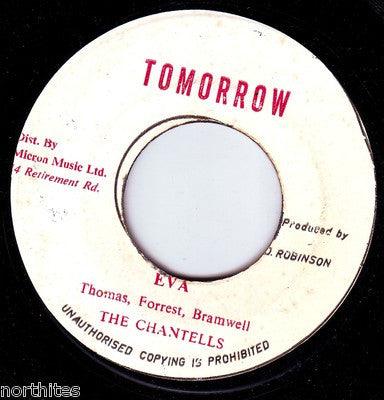 TOMORROW
Dist. By
Micron Music Ltd.
4 Retirement Rd.
Produced by
D. ROBINSON
EVA
Thomas, Forrest, Bramwell
THE CHANTELLS
UNAUTHORISED COPYING IS PROHIBITED
northites